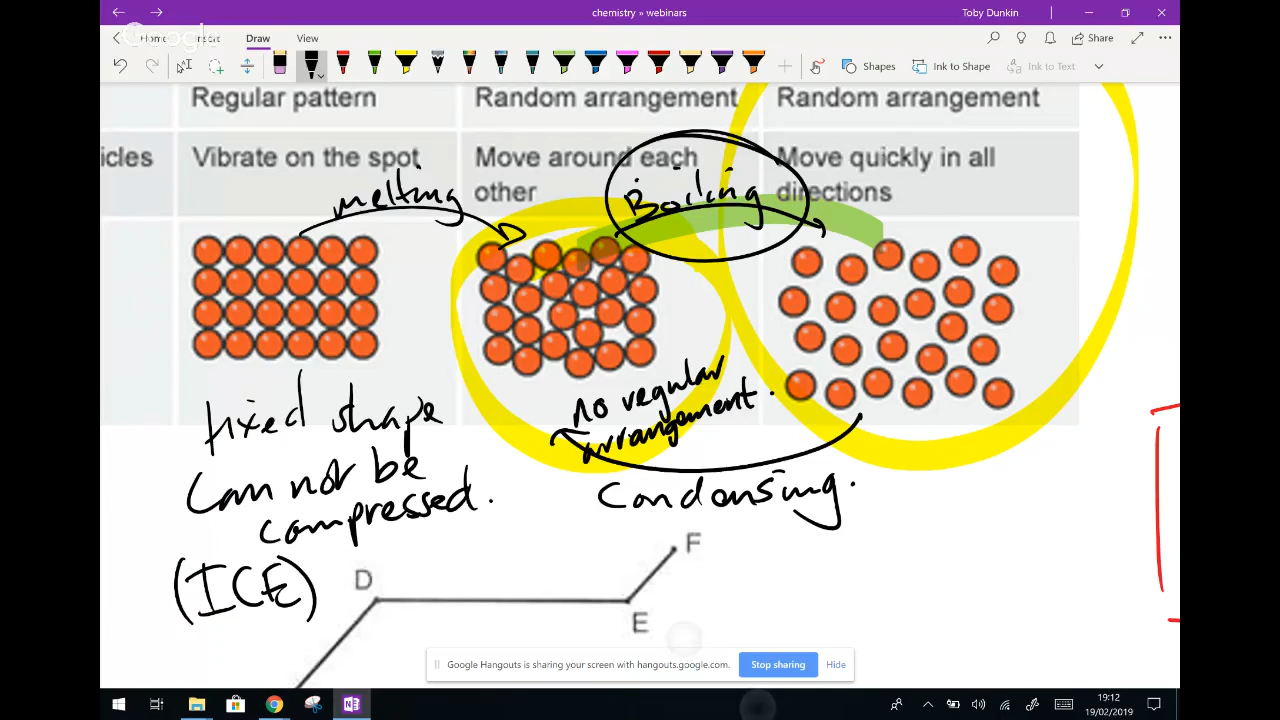 chemistry » webinars
Toby Dunkin
Google
Home Insert Draw View
Share
Shapes
Ink to Shape
Ink to Text
Regular pattern
Random arrangement
Random arrangement
icles
Vibrate on the spot
Move around each
other
Move quickly in all
directions
melting
Boiling
no regular
arrangement.
fixed shape
can not be
compressed.
(ICE)
Condensing.
D
F
E
Google Hangouts is sharing your screen with hangouts.google.com.
Stop sharing
Hide
19:12
19/02/2019